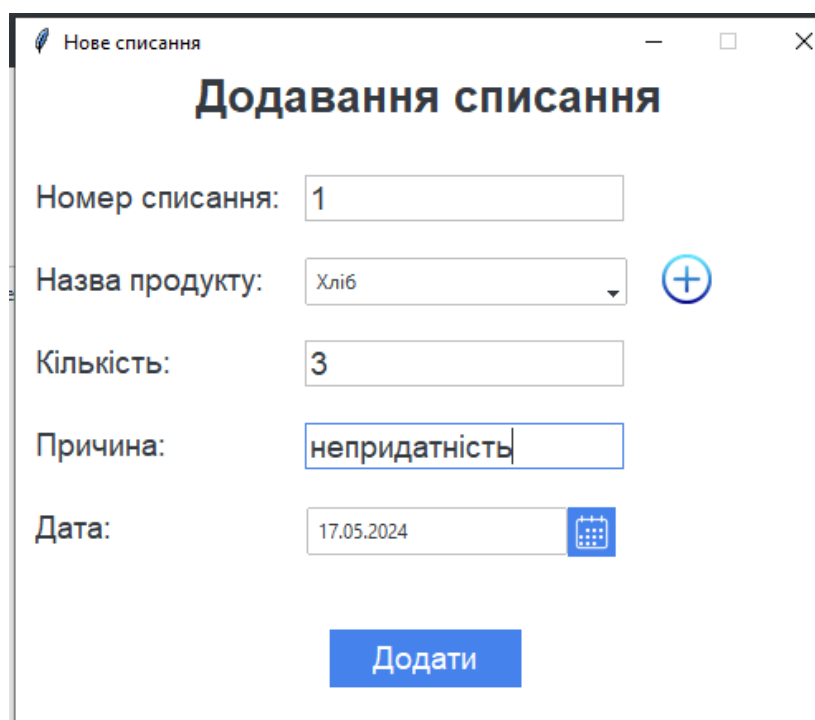 Нове списання
Додавання списання
Номер списання: 1
Назва продукту: Хліб
Кількість: 3
Причина: непридатність
Дата: 17.05.2024
Додати